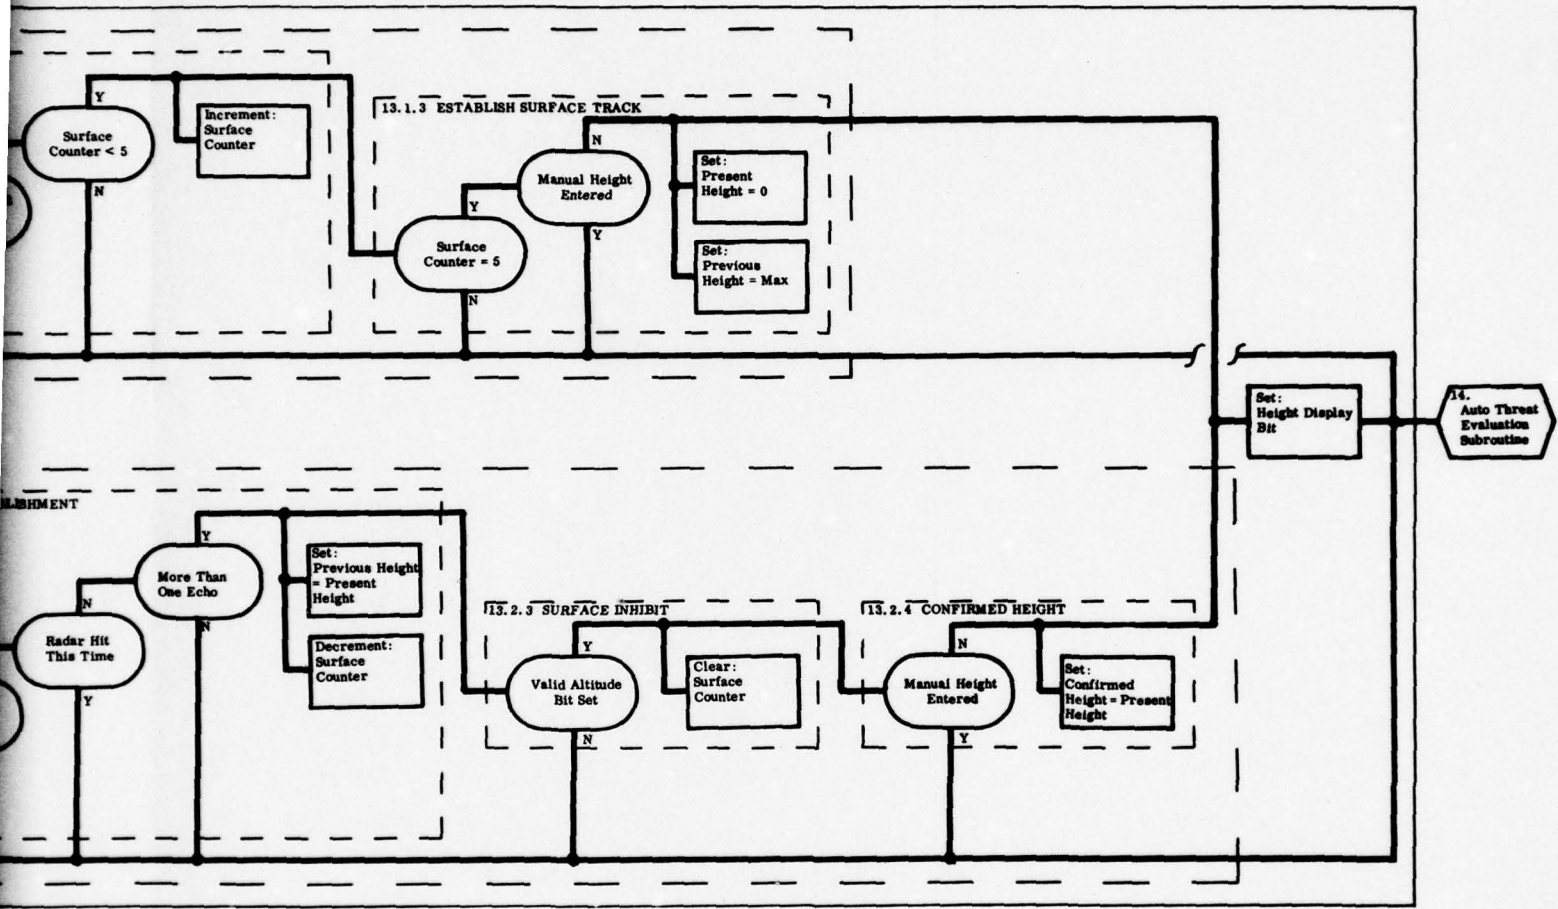 Y
Surface
Counter < 5
N
Increment:
Surface
Counter
13.1.3 ESTABLISH SURFACE TRACK
N
Manual Height
Entered
Y
Y
Surface
Counter = 5
N
Set:
Present
Height = 0
Set:
Previous
Height = Max
Set:
Height Display
Bit
14.
Auto Threat
Evaluation
Subroutine
Y
More Than
One Echo
N
N
Radar Hit
This Time
Y
Set:
Previous Height
= Present
Height
Decrement:
Surface
Counter
13.2.3 SURFACE INHIBIT
Y
Valid Altitude
Bit Set
N
Clear:
Surface
Counter
13.2.4 CONFIRMED HEIGHT
N
Manual Height
Entered
Y
Set:
Confirmed
Height = Present
Height